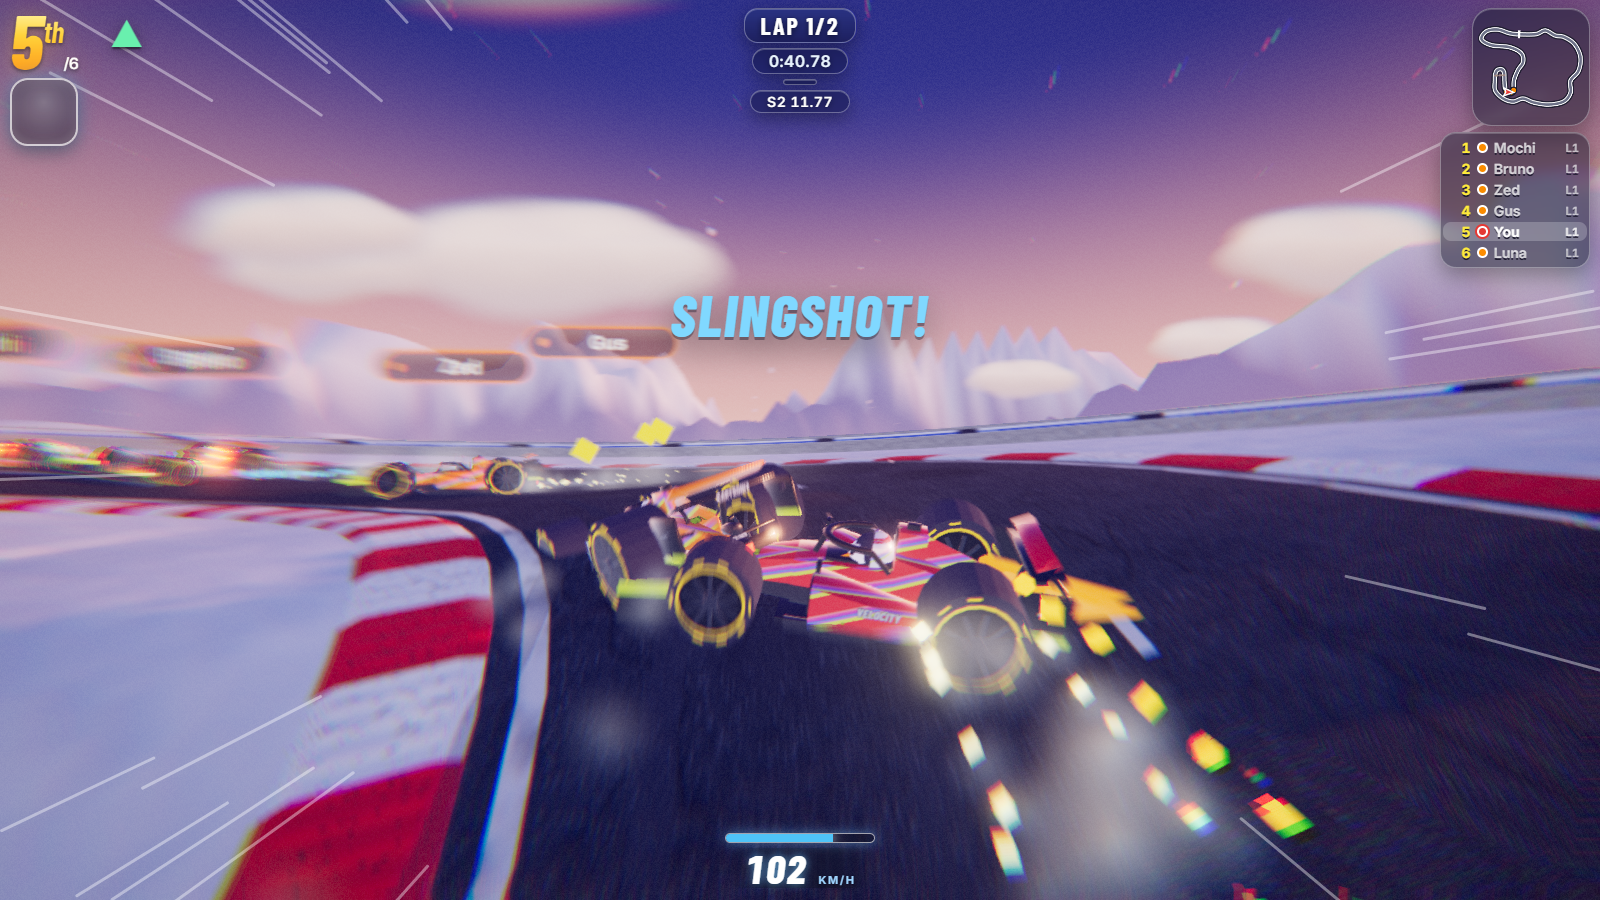 5th
/6
LAP 1/2
0:40.78
S2 11.77
1 Mochi L1
2 Bruno L1
3 Zed L1
4 Gus L1
5 You L1
6 Luna L1
SLINGSHOT!
Gus
Zed
102 KM/H